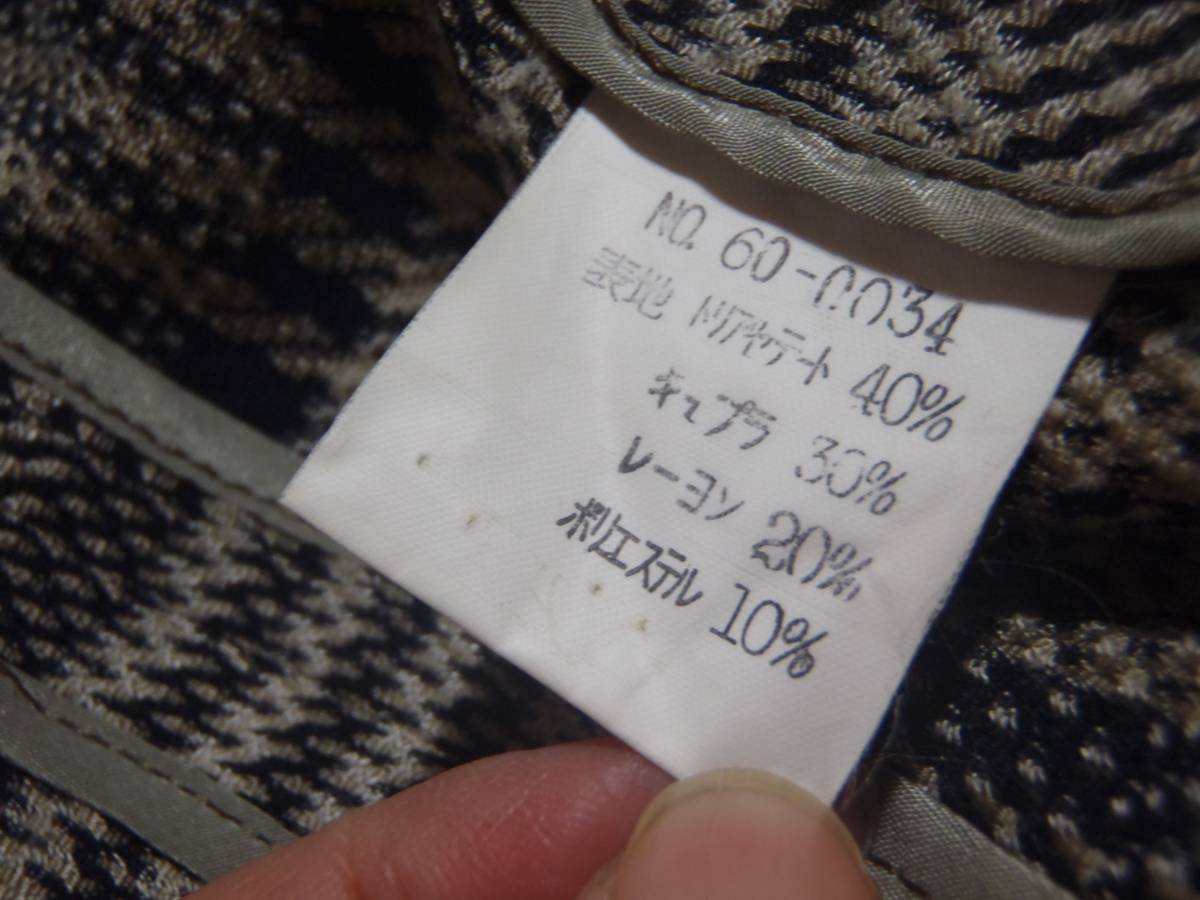 NO. 60-0034
表地 トリアセテート 40%
キュプラ 30%
レーヨン 20%
ポリエステル 10%